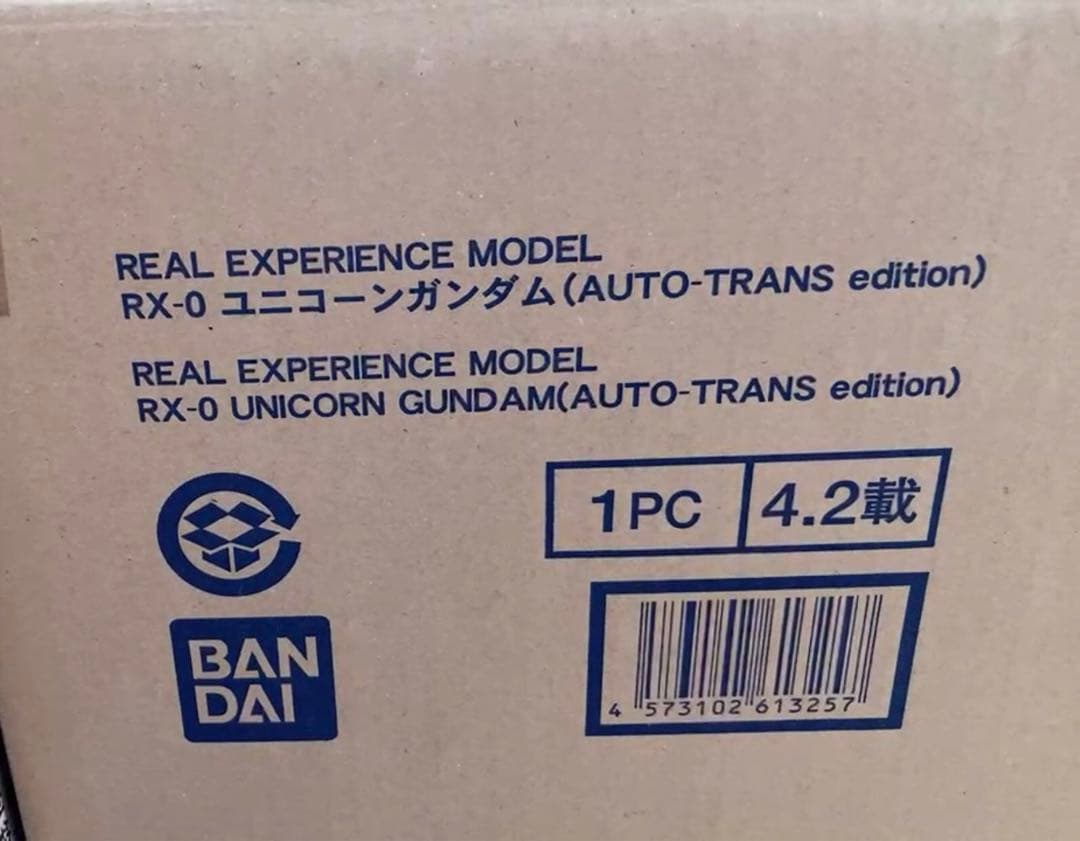 REAL EXPERIENCE MODEL
RX-0 ユニコーンガンダム(AUTO-TRANS edition)
REAL EXPERIENCE MODEL
RX-0 UNICORN GUNDAM(AUTO-TRANS edition)
1PC 4.2載
BAN
DAI
4 573102 613257